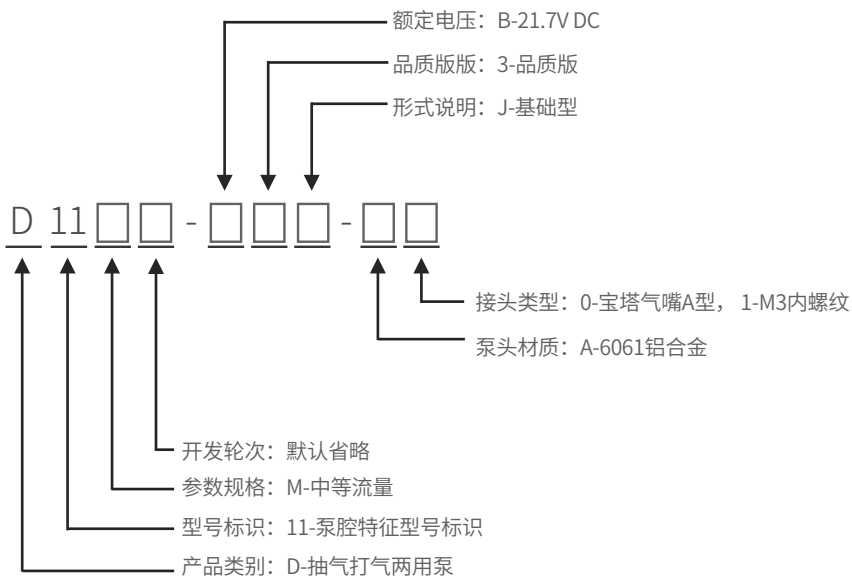 额定电压：B-21.7V DC
品质版版：3-品质版
形式说明：J-基础型
D 11□□-□□□-□□
接头类型：0-宝塔气嘴A型， 1-M3内螺纹
泵头材质：A-6061铝合金
开发轮次：默认省略
参数规格：M-中等流量
型号标识：11-泵腔特征型号标识
产品类别：D-抽气打气两用泵